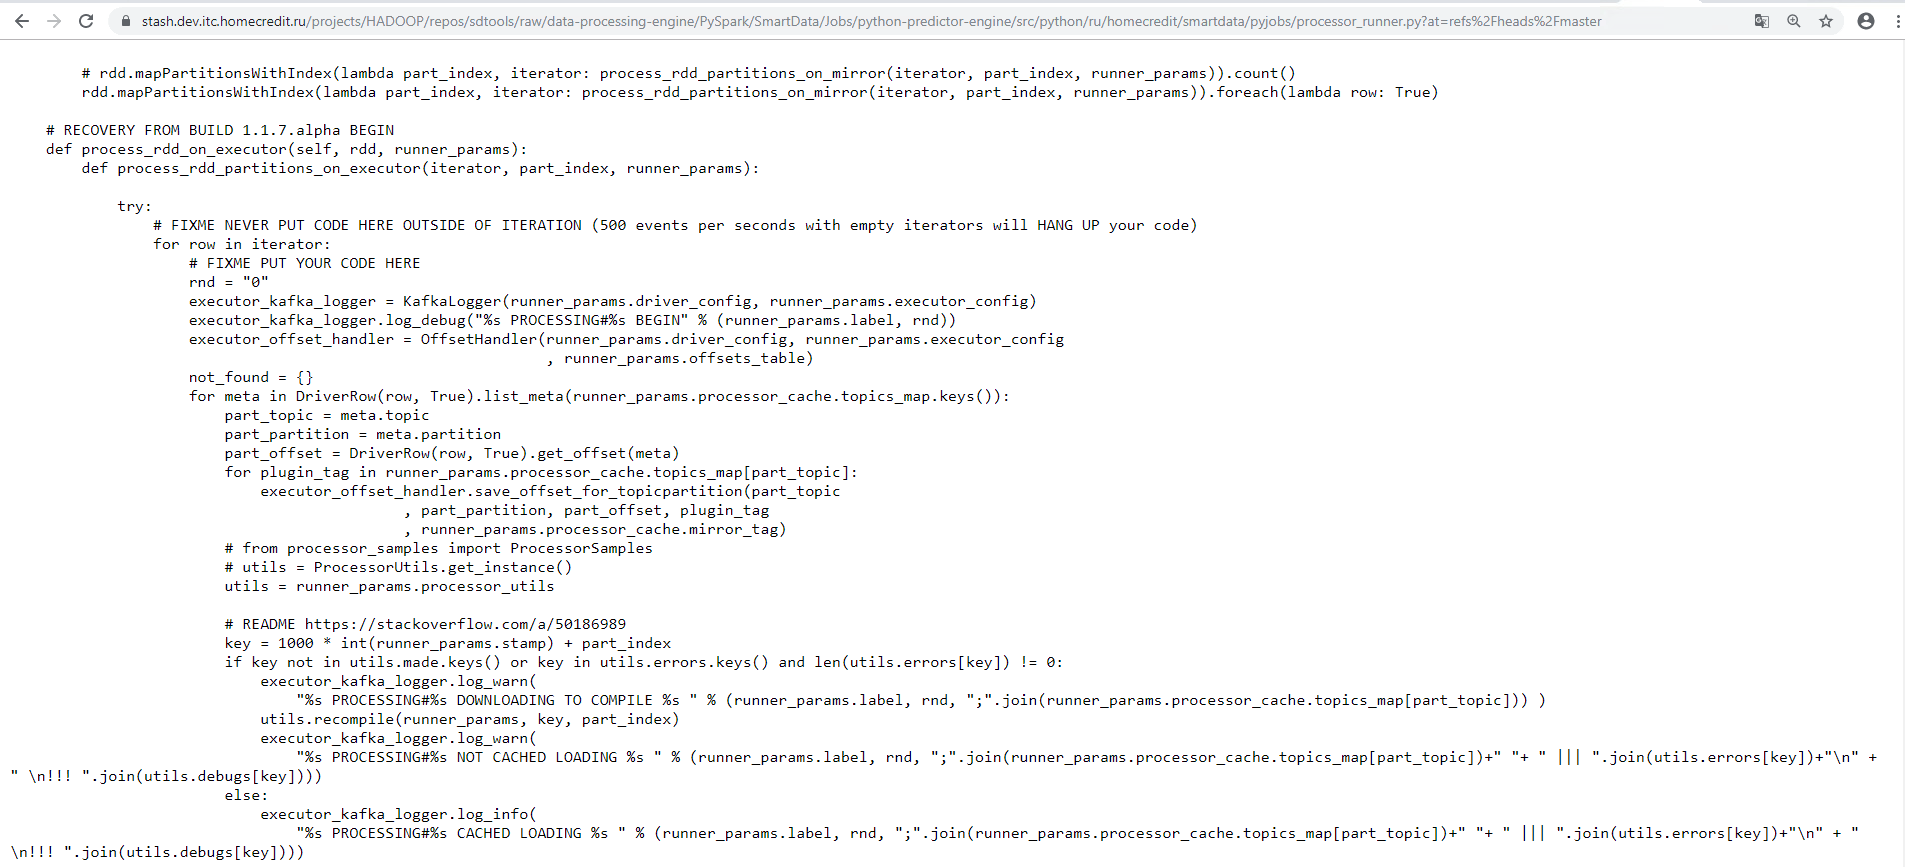 stash.dev.itc.homecredit.ru/projects/HADOOP/repos/sdtools/raw/data-processing-engine/PySpark/SmartData/Jobs/python-predictor-engine/src/python/ru/homecredit/smartdata/pyjobs/processor_runner.py?at=refs%2Fheads%2Fmaster
# rdd.mapPartitionsWithIndex(lambda part_index, iterator: process_rdd_partitions_on_mirror(iterator, part_index, runner_params)).count()
rdd.mapPartitionsWithIndex(lambda part_index, iterator: process_rdd_partitions_on_mirror(iterator, part_index, runner_params)).foreach(lambda row: True)
# RECOVERY FROM BUILD 1.1.7.alpha BEGIN
def process_rdd_on_executor(self, rdd, runner_params):
def process_rdd_partitions_on_executor(iterator, part_index, runner_params):
try:
# FIXME NEVER PUT CODE HERE OUTSIDE OF ITERATION (500 events per seconds with empty iterators will HANG UP your code)
for row in iterator:
# FIXME PUT YOUR CODE HERE
rnd = "0"
executor_kafka_logger = KafkaLogger(runner_params.driver_config, runner_params.executor_config)
executor_kafka_logger.log_debug("%s PROCESSING#%s BEGIN" % (runner_params.label, rnd))
executor_offset_handler = OffsetHandler(runner_params.driver_config, runner_params.executor_config
, runner_params.offsets_table)
not_found = {}
for meta in DriverRow(row, True).list_meta(runner_params.processor_cache.topics_map.keys()):
part_topic = meta.topic
part_partition = meta.partition
part_offset = DriverRow(row, True).get_offset(meta)
for plugin_tag in runner_params.processor_cache.topics_map[part_topic]:
executor_offset_handler.save_offset_for_topicpartition(part_topic
, part_partition, part_offset, plugin_tag
, runner_params.processor_cache.mirror_tag)
# from processor_samples import ProcessorSamples
# utils = ProcessorUtils.get_instance()
utils = runner_params.processor_utils
# README https://stackoverflow.com/a/50186989
key = 1000 * int(runner_params.stamp) + part_index
if key not in utils.made.keys() or key in utils.errors.keys() and len(utils.errors[key]) != 0:
executor_kafka_logger.log_warn(
"%s PROCESSING#%s DOWNLOADING TO COMPILE %s " % (runner_params.label, rnd, ";".join(runner_params.processor_cache.topics_map[part_topic])) )
utils.recompile(runner_params, key, part_index)
executor_kafka_logger.log_warn(
"%s PROCESSING#%s NOT CACHED LOADING %s " % (runner_params.label, rnd, ";".join(runner_params.processor_cache.topics_map[part_topic])+" "+ " ||| ".join(utils.errors[key])+"\n" +
" \n!!! ".join(utils.debugs[key])))
else:
executor_kafka_logger.log_info(
"%s PROCESSING#%s CACHED LOADING %s " % (runner_params.label, rnd, ";".join(runner_params.processor_cache.topics_map[part_topic])+" "+ " ||| ".join(utils.errors[key])+"\n" + "
\n!!! ".join(utils.debugs[key])))